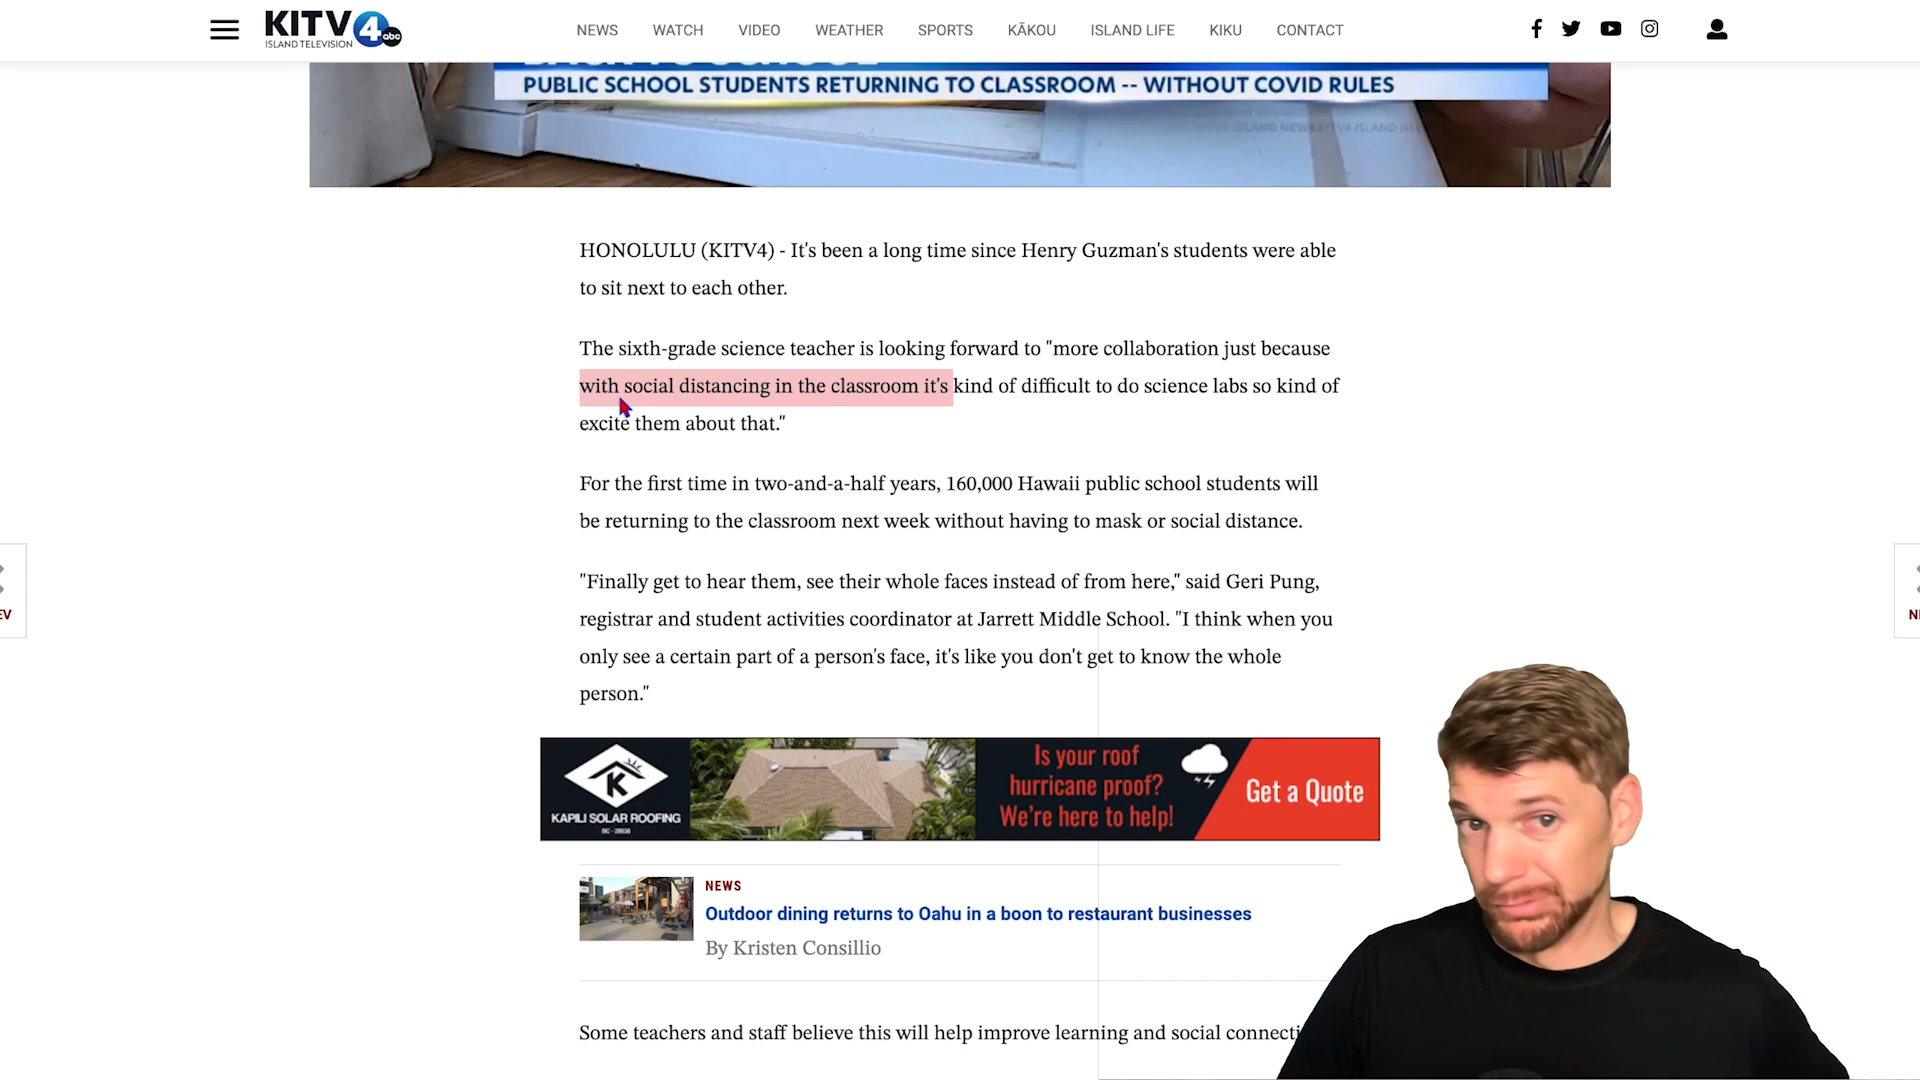 KITV 4 abc
ISLAND TELEVISION
NEWS WATCH VIDEO WEATHER SPORTS KĀKOU ISLAND LIFE KIKU CONTACT
BACK TO SCHOOL
PUBLIC SCHOOL STUDENTS RETURNING TO CLASSROOM -- WITHOUT COVID RULES
HONOLULU (KITV4) - It's been a long time since Henry Guzman's students were able
to sit next to each other.
The sixth-grade science teacher is looking forward to "more collaboration just because
with social distancing in the classroom it's kind of difficult to do science labs so kind of
excite them about that."
For the first time in two-and-a-half years, 160,000 Hawaii public school students will
be returning to the classroom next week without having to mask or social distance.
"Finally get to hear them, see their whole faces instead of from here," said Geri Pung,
registrar and student activities coordinator at Jarrett Middle School. "I think when you
only see a certain part of a person's face, it's like you don't get to know the whole
person."
K
KAPILI SOLAR ROOFING
Is your roof
hurricane proof?
We're here to help!
Get a Quote
NEWS
Outdoor dining returns to Oahu in a boon to restaurant businesses
By Kristen Consillio
Some teachers and staff believe this will help improve learning and social connecti